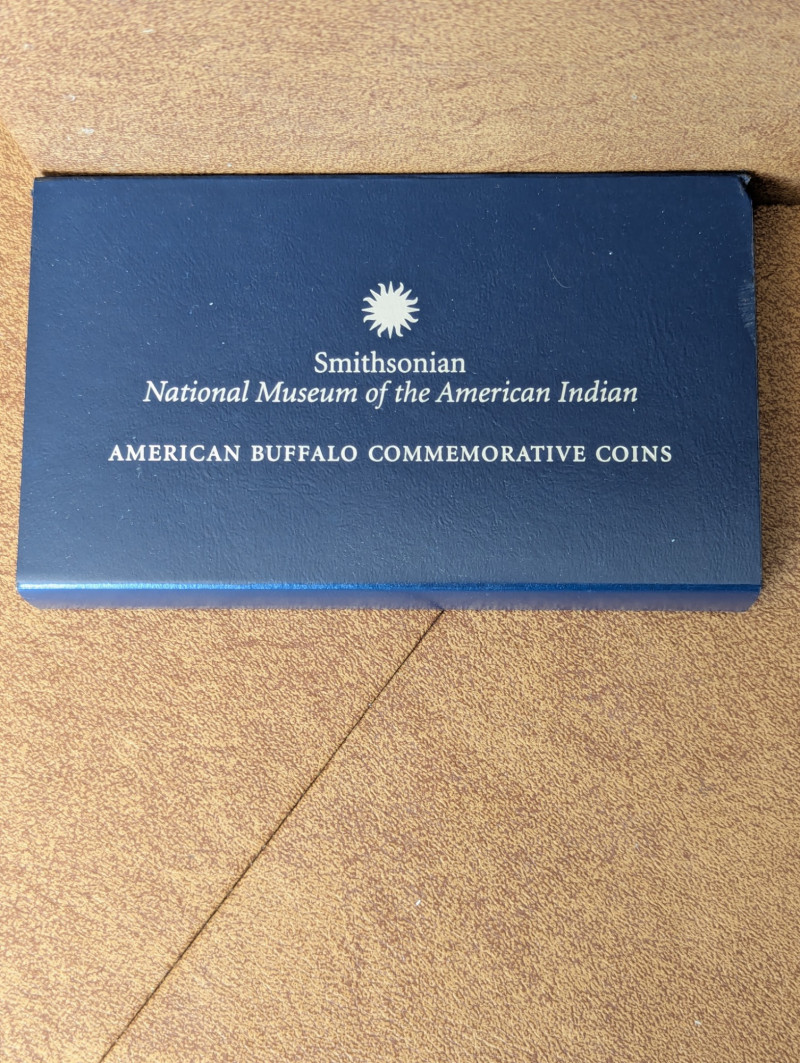 Smithsonian
National Museum of the American Indian
AMERICAN BUFFALO COMMEMORATIVE COINS